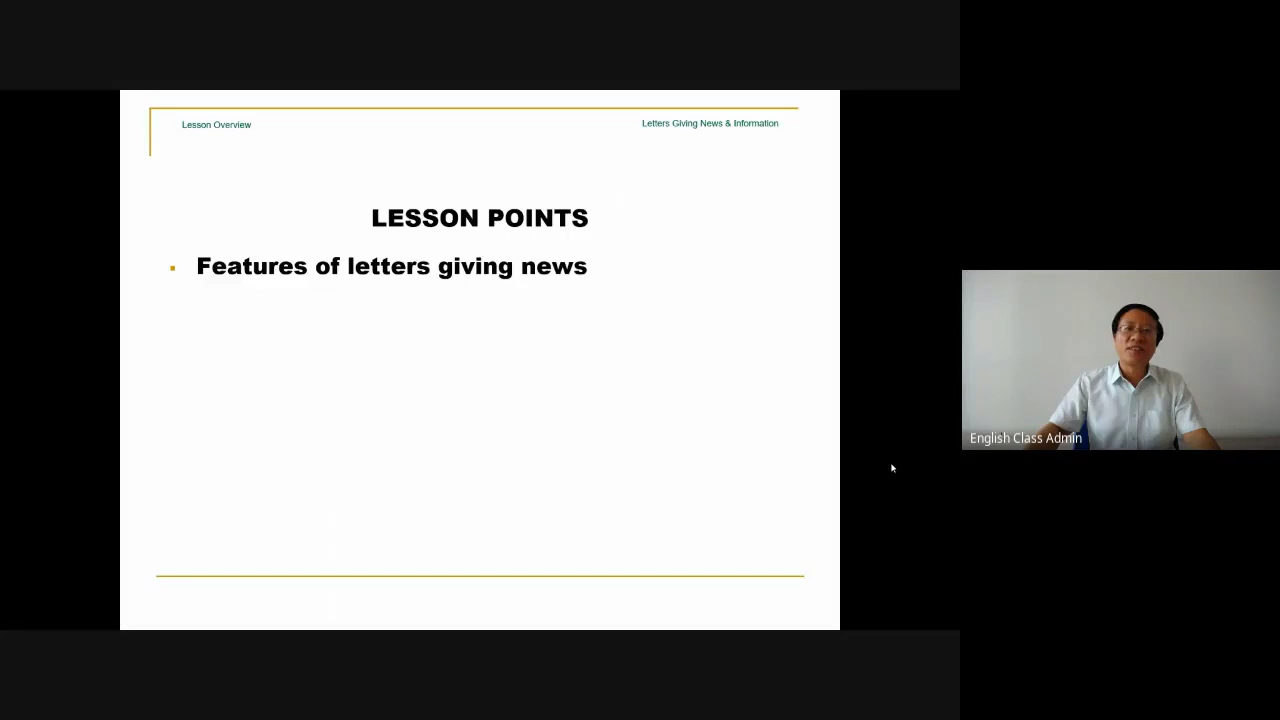 Lesson Overview
Letters Giving News & Information
LESSON POINTS
Features of letters giving news
English Class Admin